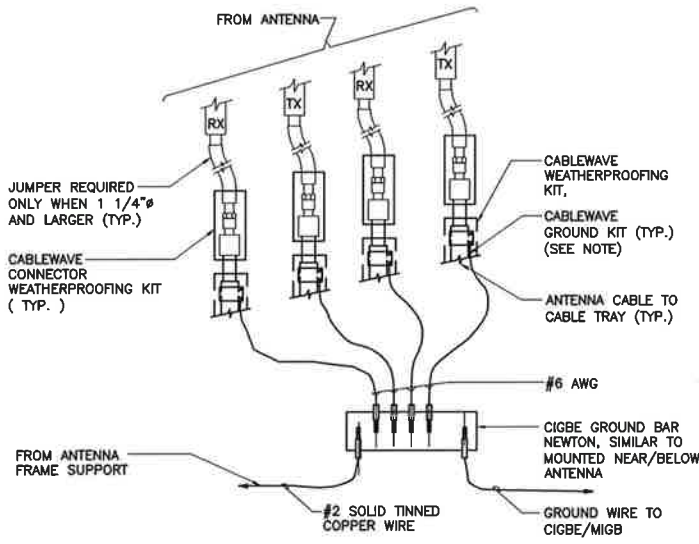 FROM ANTENNA
RX
TX
RX
TX
JUMPER REQUIRED
ONLY WHEN 1 1/4"ø
AND LARGER (TYP.)
CABLEWAVE
CONNECTOR
WEATHERPROOFING KIT
( TYP. )
CABLEWAVE
WEATHERPROOFING
KIT,
CABLEWAVE
GROUND KIT (TYP.)
(SEE NOTE)
ANTENNA CABLE TO
CABLE TRAY (TYP.)
#6 AWG
CIGBE GROUND BAR
NEWTON, SIMILAR TO
MOUNTED NEAR/BELOW
ANTENNA
FROM ANTENNA
FRAME SUPPORT
#2 SOLID TINNED
COPPER WIRE
GROUND WIRE TO
CIGBE/MIGB